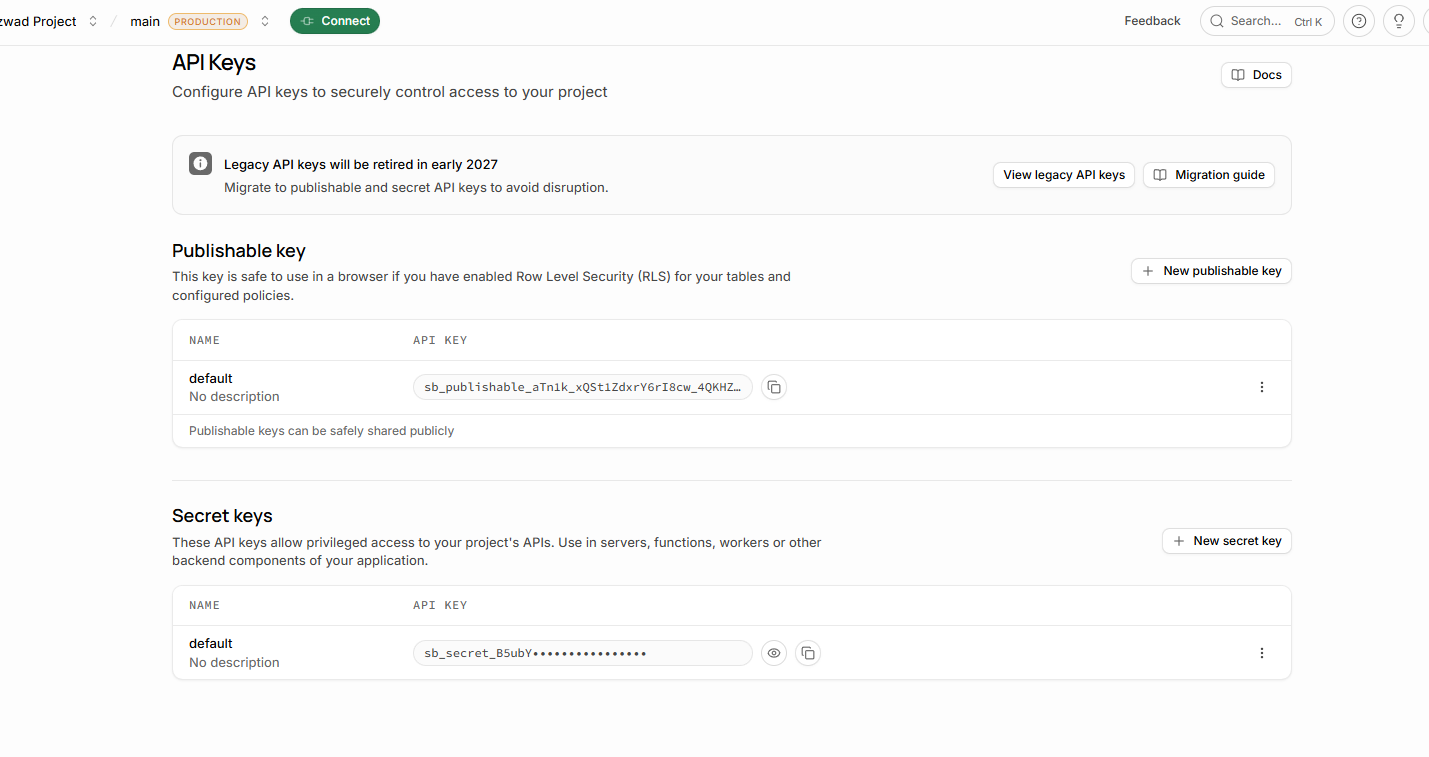 zwad Project / main PRODUCTION Connect Feedback Search... Ctrl K
API Keys
Configure API keys to securely control access to your project
Docs
Legacy API keys will be retired in early 2027
Migrate to publishable and secret API keys to avoid disruption.
View legacy API keys Migration guide
Publishable key
This key is safe to use in a browser if you have enabled Row Level Security (RLS) for your tables and
configured policies.
New publishable key
NAME API KEY
default
No description
sb_publishable_aTn1k_xQSt1ZdxrY6rI8cw_4QKHZ…
Publishable keys can be safely shared publicly
Secret keys
These API keys allow privileged access to your project's APIs. Use in servers, functions, workers or other
backend components of your application.
New secret key
NAME API KEY
default
No description
sb_secret_B5ubY••••••••••••••••